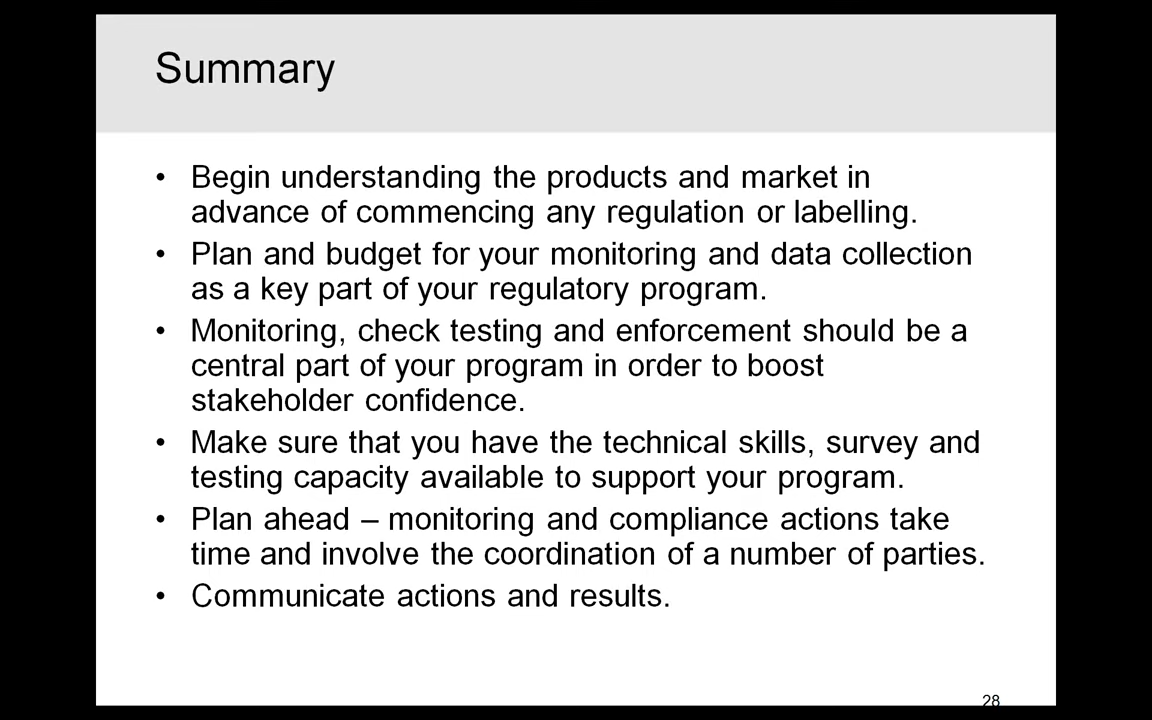 Summary
• Begin understanding the products and market in
advance of commencing any regulation or labelling.
• Plan and budget for your monitoring and data collection
as a key part of your regulatory program.
• Monitoring, check testing and enforcement should be a
central part of your program in order to boost
stakeholder confidence.
• Make sure that you have the technical skills, survey and
testing capacity available to support your program.
• Plan ahead – monitoring and compliance actions take
time and involve the coordination of a number of parties.
• Communicate actions and results.
28